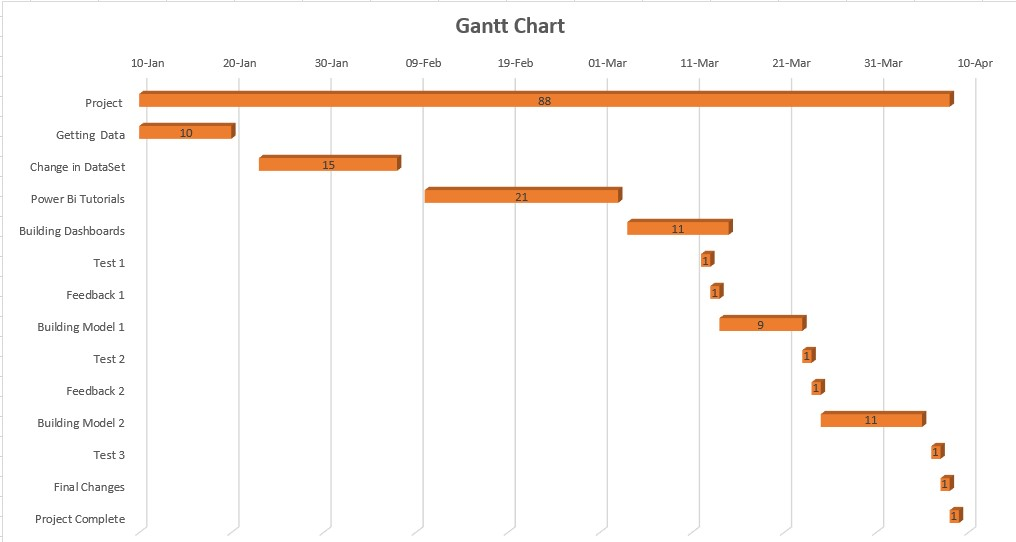 Gantt Chart
10-Jan 20-Jan 30-Jan 09-Feb 19-Feb 01-Mar 11-Mar 21-Mar 31-Mar 10-Apr
Project 88
Getting Data 10
Change in DataSet 15
Power Bi Tutorials 21
Building Dashboards 11
Test 1 1
Feedback 1 1
Building Model 1 9
Test 2 1
Feedback 2 1
Building Model 2 11
Test 3 1
Final Changes 1
Project Complete 1